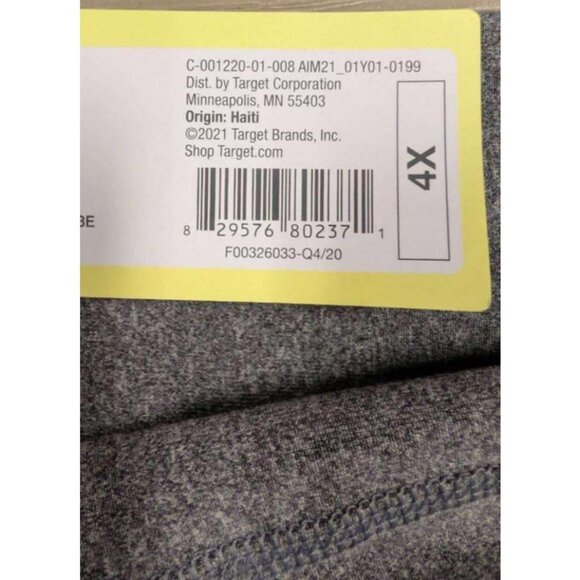 C-001220-01-008 AIM21_01Y01-0199
Dist. by Target Corporation
Minneapolis, MN 55403
Origin: Haiti
©2021 Target Brands, Inc.
Shop Target.com
8 29576 80237 1
F00326033-Q4/20
4X